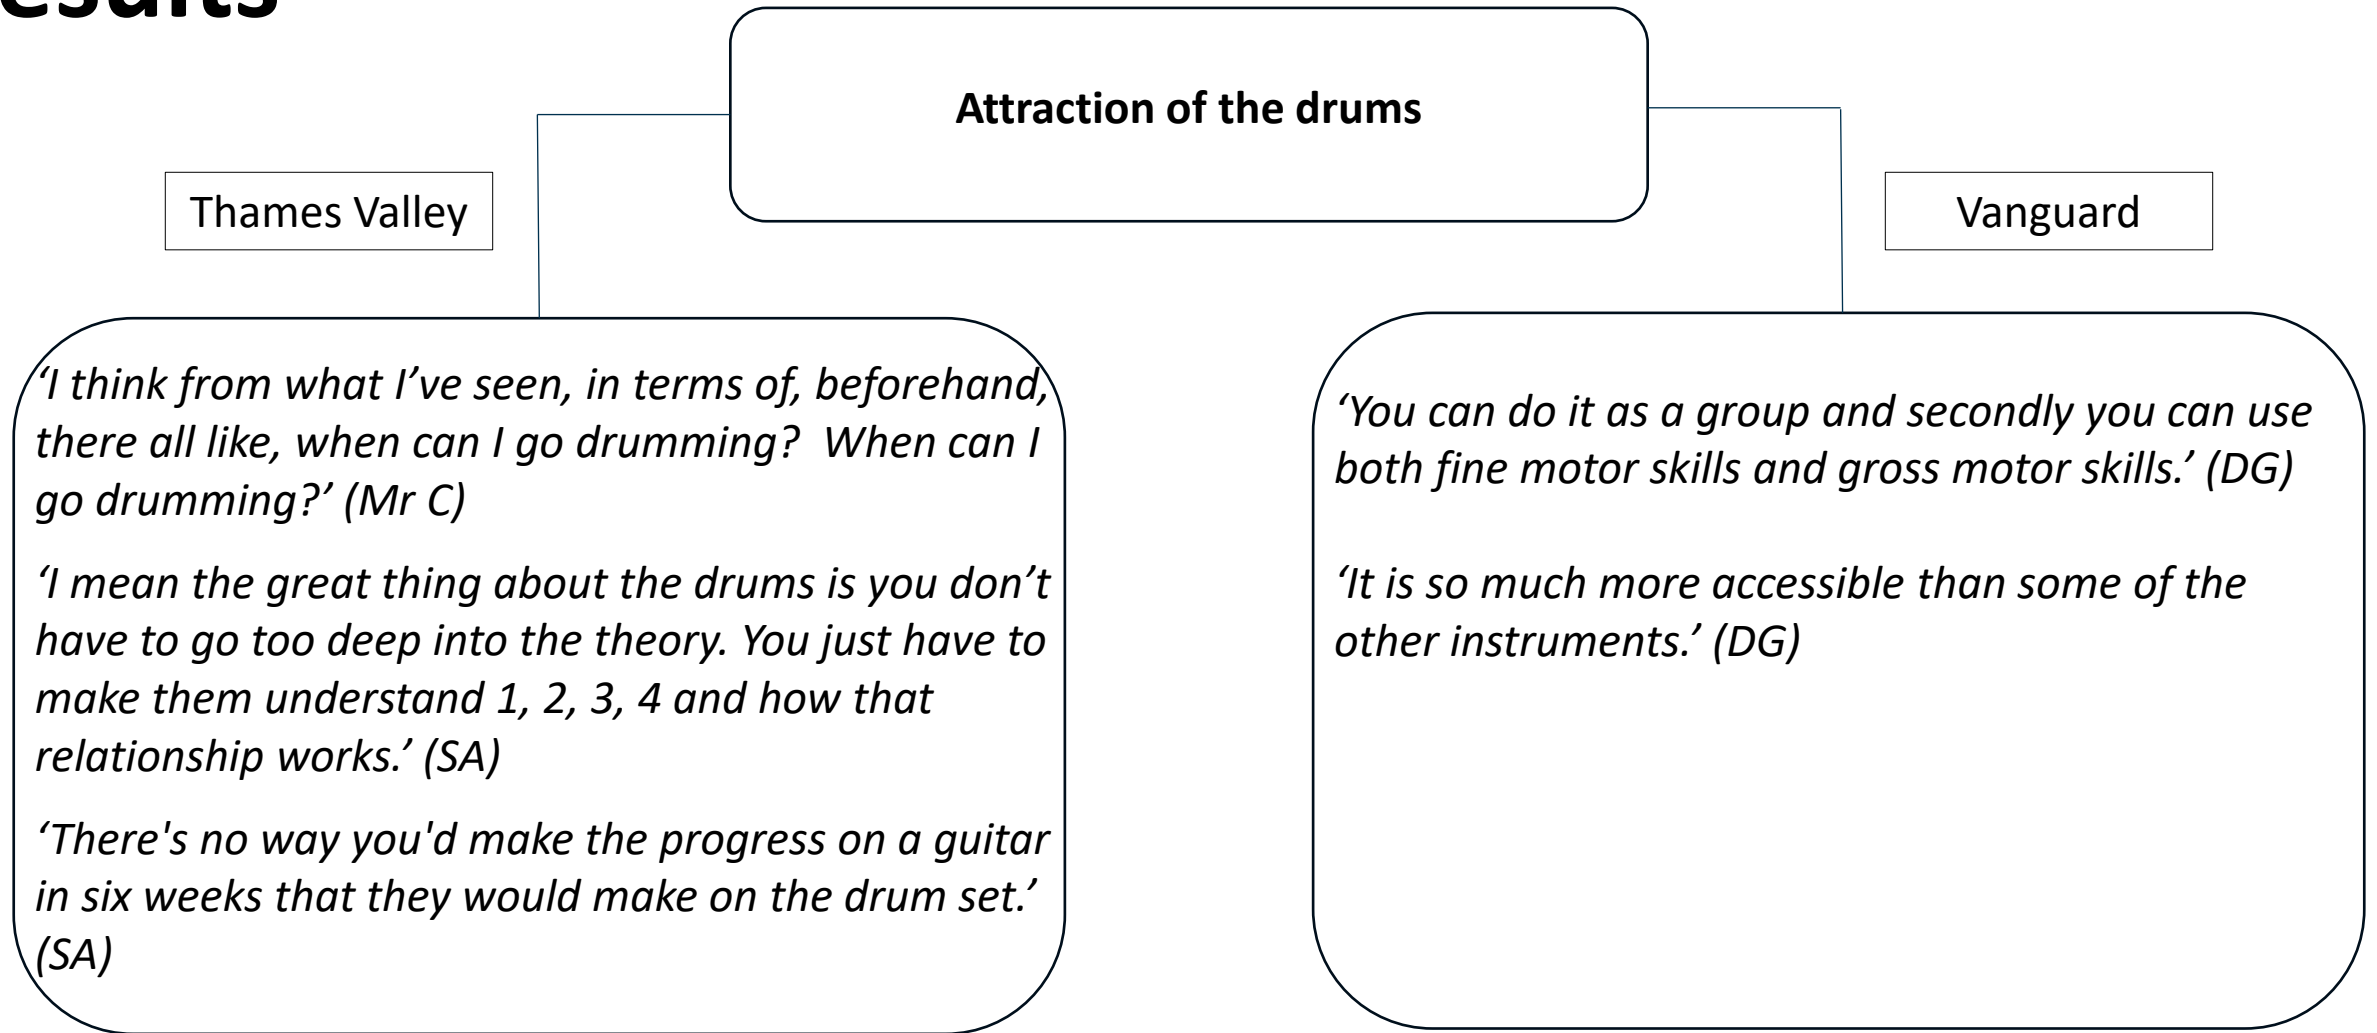 Attraction of the drums
Thames Valley
Vanguard
‘I think from what I’ve seen, in terms of, beforehand,
there all like, when can I go drumming?  When can I
go drumming?’ (Mr C)
‘I mean the great thing about the drums is you don’t
have to go too deep into the theory. You just have to
make them understand 1, 2, 3, 4 and how that
relationship works.’ (SA)
‘There's no way you'd make the progress on a guitar
in six weeks that they would make on the drum set.’
(SA)
‘You can do it as a group and secondly you can use
both fine motor skills and gross motor skills.’ (DG)
‘It is so much more accessible than some of the
other instruments.’ (DG)